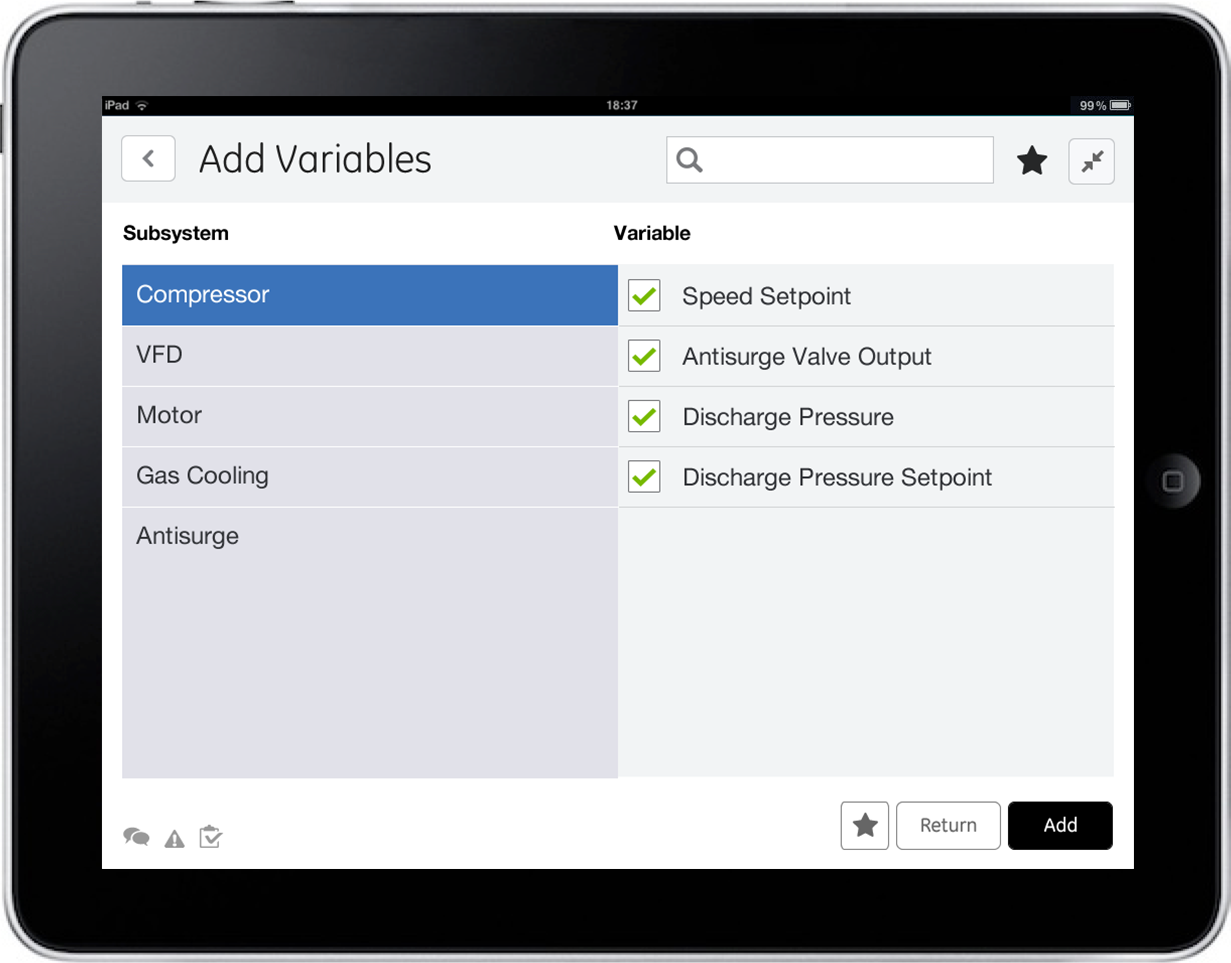 iPad 18:37 99%
Add Variables
Subsystem Variable
Compressor Speed Setpoint
VFD Antisurge Valve Output
Motor Discharge Pressure
Gas Cooling Discharge Pressure Setpoint
Antisurge
Return Add